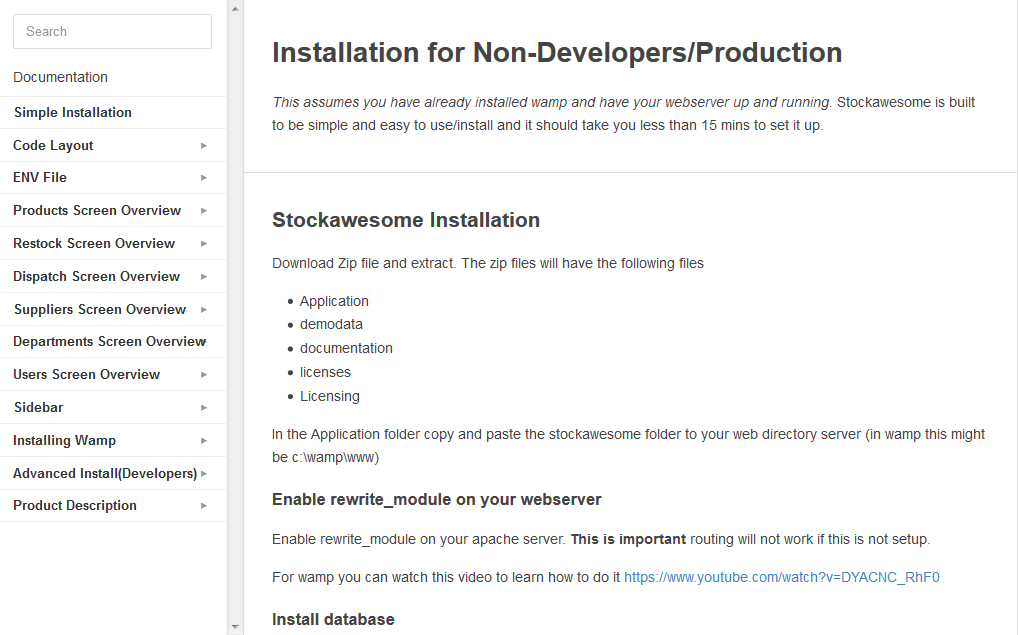 Search
Documentation
Simple Installation
Code Layout
ENV File
Products Screen Overview
Restock Screen Overview
Dispatch Screen Overview
Suppliers Screen Overview
Departments Screen Overview
Users Screen Overview
Sidebar
Installing Wamp
Advanced Install(Developers)
Product Description
Installation for Non-Developers/Production
This assumes you have already installed wamp and have your webserver up and running. Stockawesome is built
to be simple and easy to use/install and it should take you less than 15 mins to set it up.
Stockawesome Installation
Download Zip file and extract. The zip files will have the following files
Application
demodata
documentation
licenses
Licensing
In the Application folder copy and paste the stockawesome folder to your web directory server (in wamp this might
be c:\wamp\www)
Enable rewrite_module on your webserver
Enable rewrite_module on your apache server. This is important routing will not work if this is not setup.
For wamp you can watch this video to learn how to do it https://www.youtube.com/watch?v=DYACNC_RhF0
Install database